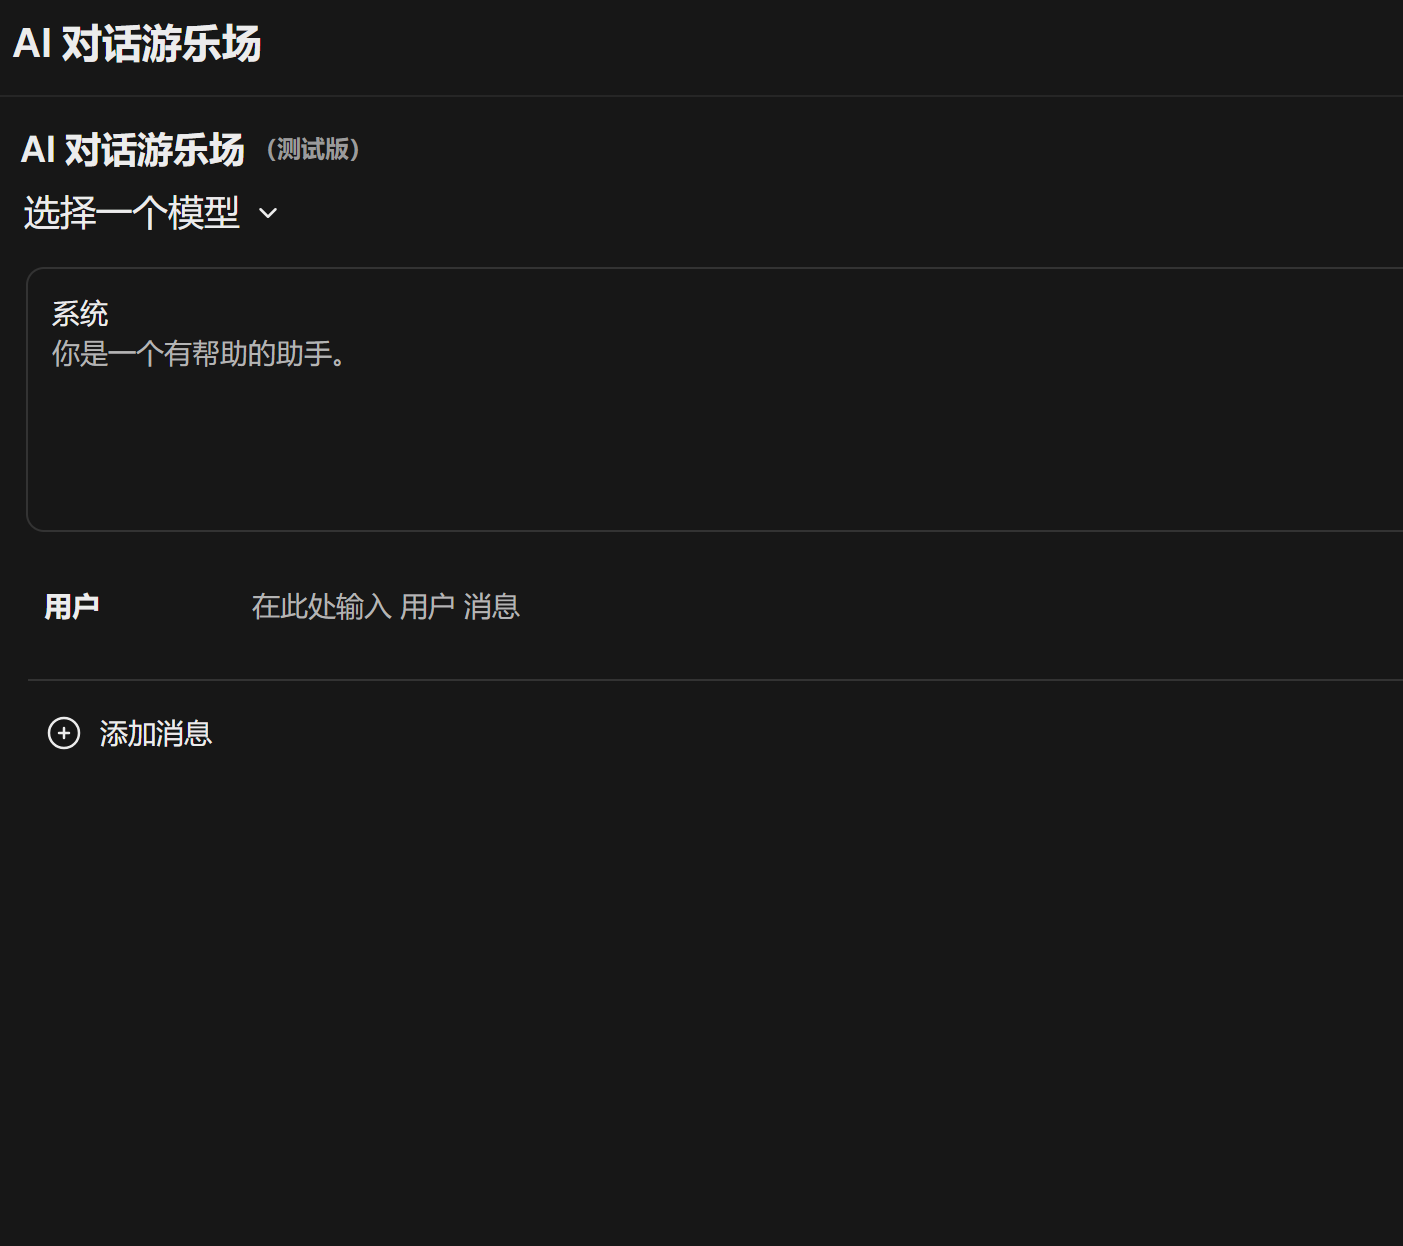 AI 对话游乐场
AI 对话游乐场 (测试版)
选择一个模型
系统
你是一个有帮助的助手。
用户 在此处输入 用户 消息
添加消息